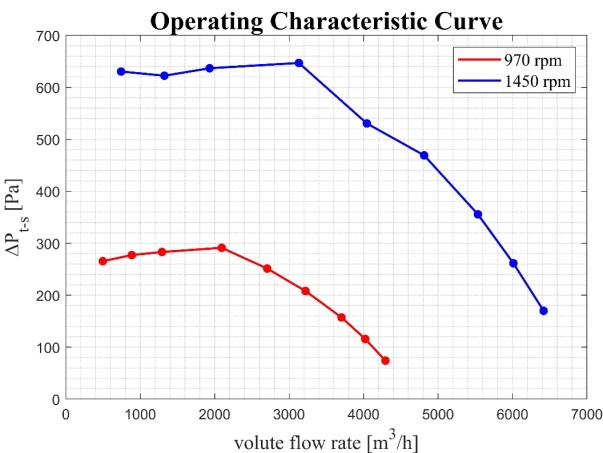 Operating Characteristic Curve
970 rpm
1450 rpm
700
600
500
400
300
200
100
0
ΔP_t-s [Pa]
0 1000 2000 3000 4000 5000 6000 7000
volute flow rate [m³/h]